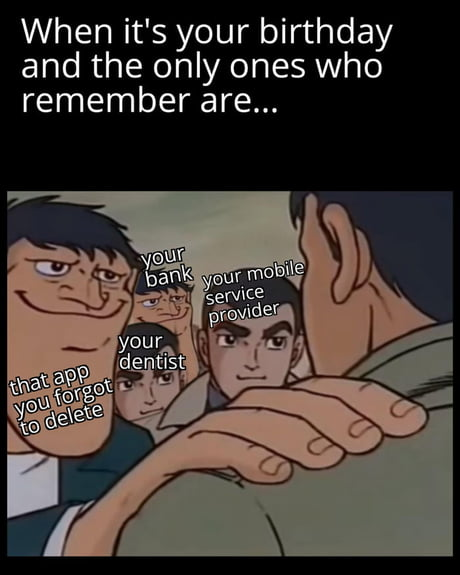 When it's your birthday
and the only ones who
remember are...
your
bank
your mobile
service
provider
your
dentist
that app
you forgot
to delete